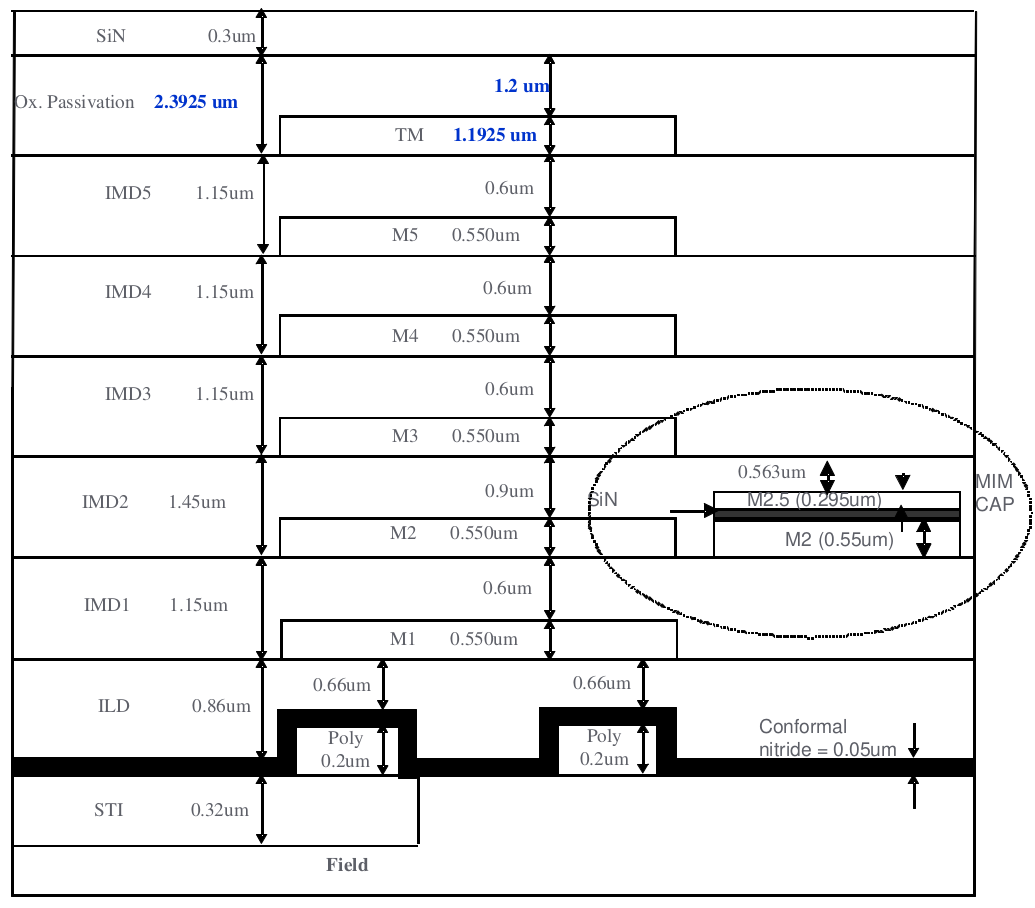 SiN 0.3um
1.2 um
Ox. Passivation 2.3925 um
TM 1.1925 um
IMD5 1.15um 0.6um
M5 0.550um
IMD4 1.15um 0.6um
M4 0.550um
IMD3 1.15um 0.6um
M3 0.550um
0.563um
MIM
CAP
IMD2 1.45um 0.9um
SiN M2.5 (0.295um)
M2 0.550um
M2 (0.55um)
IMD1 1.15um 0.6um
M1 0.550um
0.66um 0.66um
ILD 0.86um
Poly
0.2um
Poly
0.2um
Conformal
nitride = 0.05um
STI 0.32um
Field